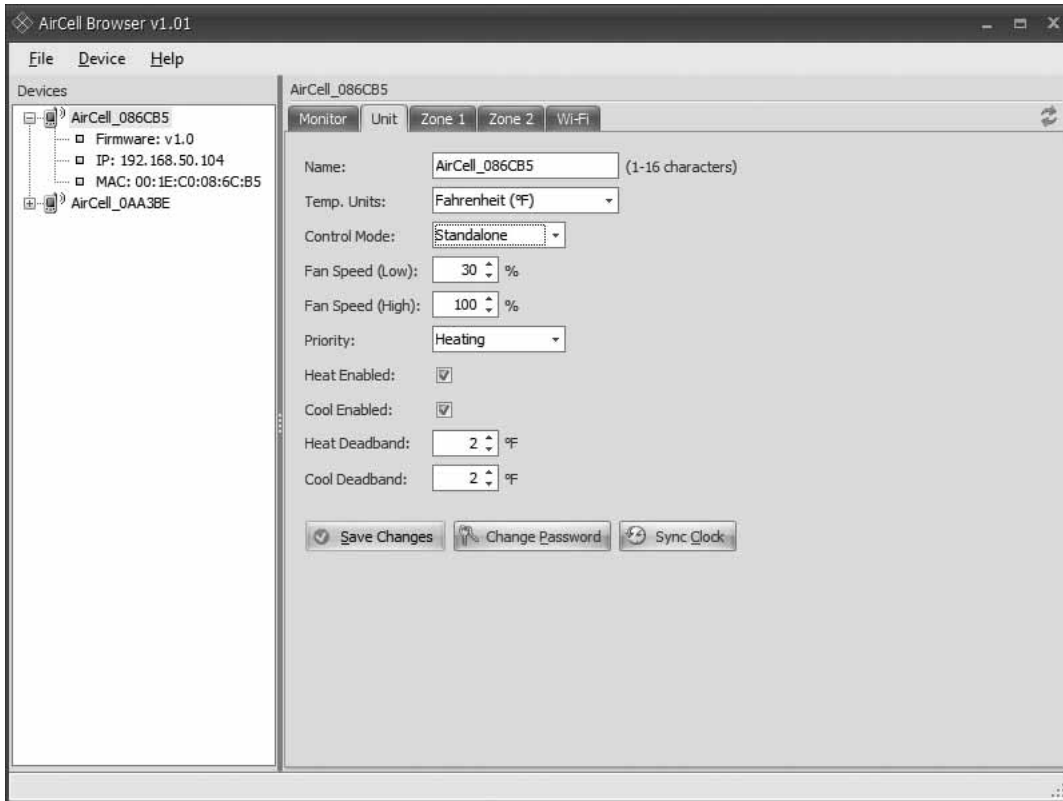 AirCell Browser v1.01
File Device Help
Devices
AirCell_086CB5
Firmware: v1.0
IP: 192.168.50.104
MAC: 00:1E:C0:08:6C:B5
AirCell_0AA3BE
AirCell_086CB5
Monitor Unit Zone 1 Zone 2 Wi-Fi
Name: AirCell_086CB5 (1-16 characters)
Temp. Units: Fahrenheit (°F)
Control Mode: Standalone
Fan Speed (Low): 30 %
Fan Speed (High): 100 %
Priority: Heating
Heat Enabled:
Cool Enabled:
Heat Deadband: 2 °F
Cool Deadband: 2 °F
Save Changes Change Password Sync Clock